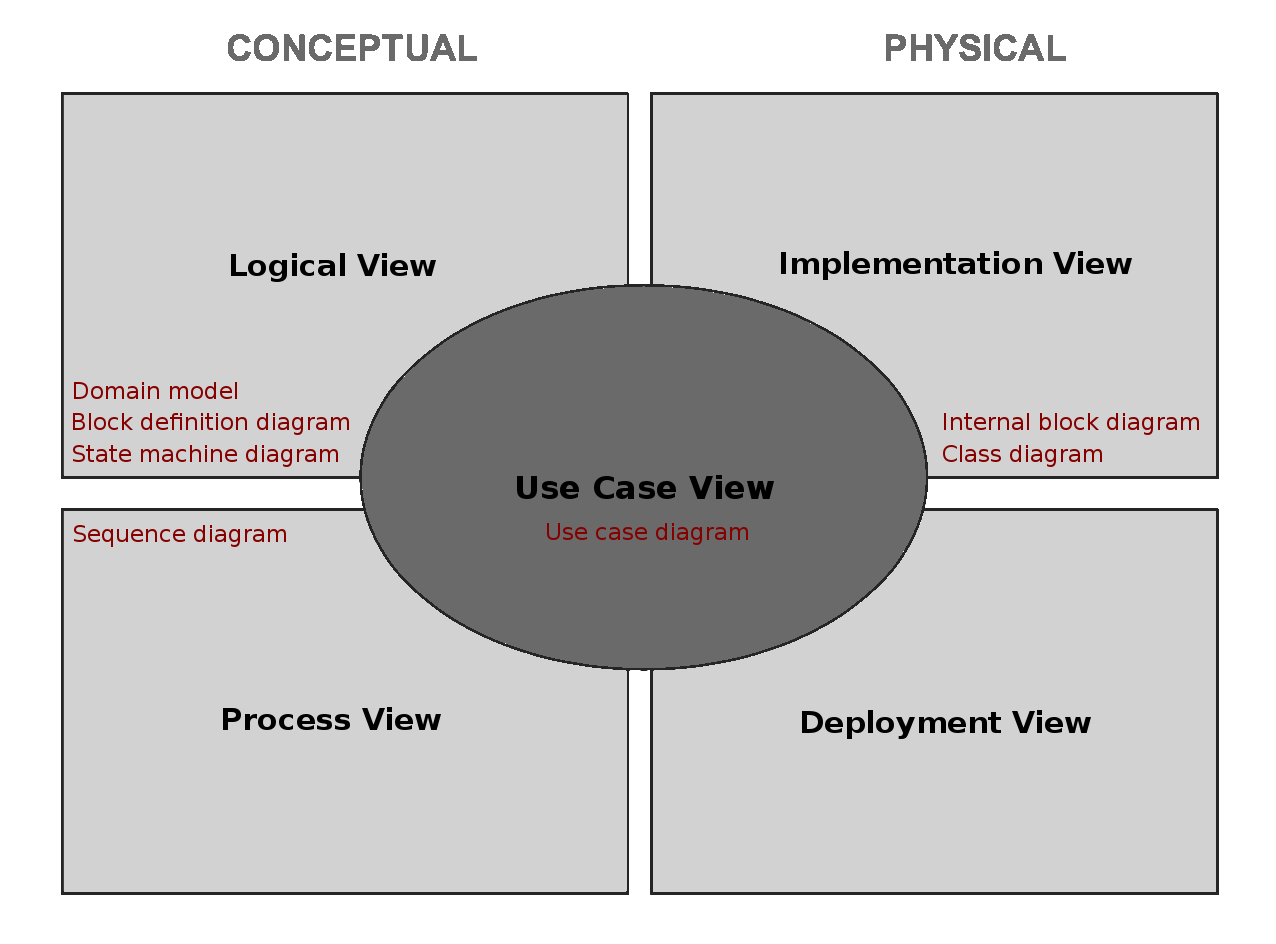 CONCEPTUAL
PHYSICAL
Logical View
Implementation View
Domain model
Block definition diagram
State machine diagram
Internal block diagram
Class diagram
Use Case View
Use case diagram
Sequence diagram
Process View
Deployment View